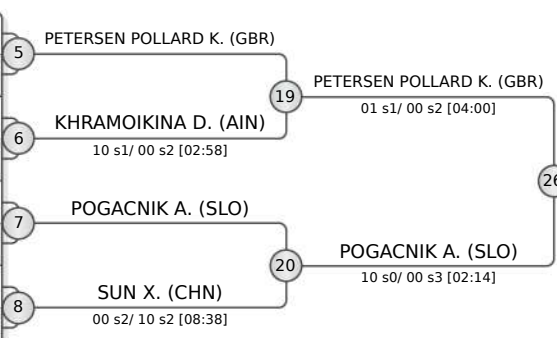 PETERSEN POLLARD K. (GBR)
5
19
PETERSEN POLLARD K. (GBR)
01 s1/ 00 s2 [04:00]
KHRAMOIKINA D. (AIN)
6
10 s1/ 00 s2 [02:58]
26
POGACNIK A. (SLO)
7
20
POGACNIK A. (SLO)
10 s0/ 00 s3 [02:14]
SUN X. (CHN)
8
00 s2/ 10 s2 [08:38]